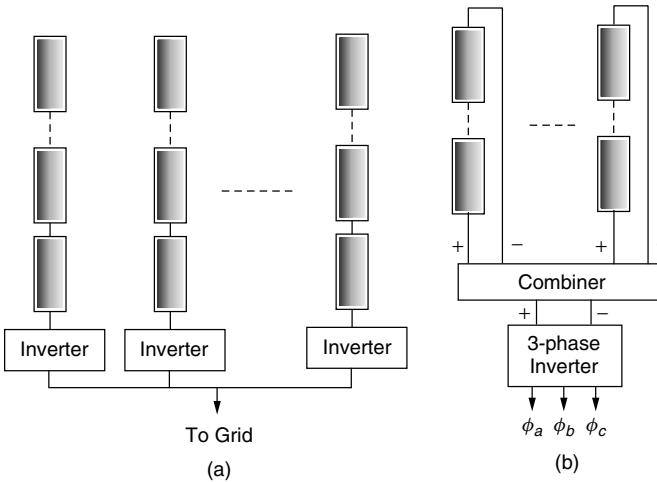 + − +
Combiner
+ −
Inverter Inverter Inverter
3-phase
Inverter
To Grid
ϕa ϕb ϕc
(a)
(b)